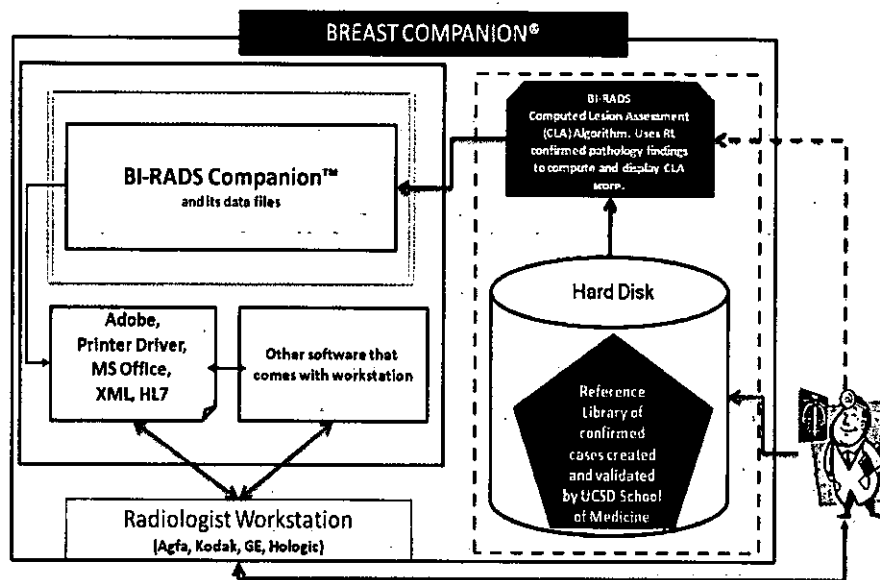 BREAST COMPANION®
BI-RADS Companion™
and its data files
BI-RADS
Computed Lesion Assessment
(CLA) Algorithm. Uses RL
confirmed pathology findings
to compute and display CLA
score.
Hard Disk
Reference
Library of
confirmed
cases created
and validated
by UCSD School
of Medicine
Adobe,
Printer Driver,
MS Office,
XML, HL7
Other software that
comes with workstation
Radiologist Workstation
(Agfa, Kodak, GE, Hologic)